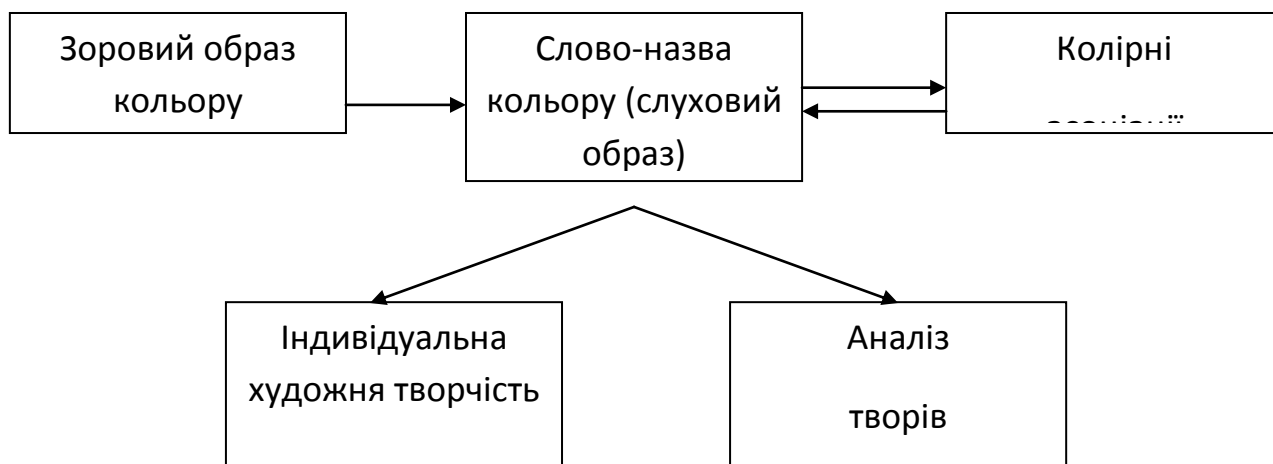 Зоровий образ
кольору
Слово-назва
кольору (слуховий
образ)
Колірні
Індивідуальна
художня творчість
Аналіз
творів